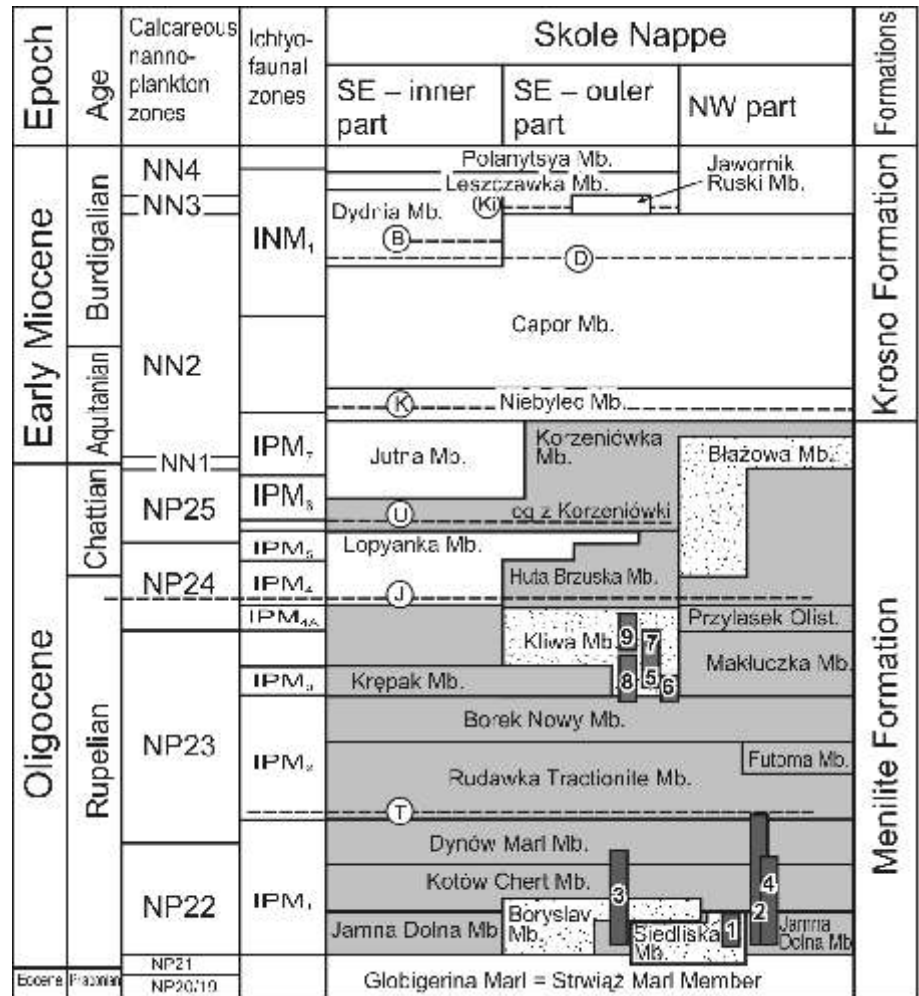 Epoch
Age
Calcareous
nanno-
plankton
zones
Ichtyo-
faunal
zones
Skole Nappe
SE – inner
part
SE – outer
part
NW part
Formations
Early Miocene
Oligocene
Eocene
Burdigalian
Aquitanian
Chattian
Rupelian
NN4
NN3
NN2
NN1
NP25
NP24
NP23
NP22
NP21
NP20/19
INM₁
IPM₇
IPM₆
IPM₅
IPM₄
IPM₄ₐ
IPM₃
IPM₂
IPM₁
Polanytsya Mb.
Leszczawka Mb.
Jawornik
Ruski Mb.
(Ki)
Dydnia Mb.
B
D
Capor Mb.
K
Niebylec Mb.
Jutna Mb.
Korzeniówka
Mb.
Błażowa Mb.
U
og z Korzeniówki
Lopyanka Mb.
Huta Brzuska Mb.
J
Przylasek Olist.
Kliwa Mb.
9
7
Makłuczka Mb.
Krępak Mb.
8
5
6
Borek Nowy Mb.
Futoma Mb.
Rudawka Tractionite Mb.
T
Dynów Marl Mb.
Kotów Chert Mb.
3
4
2
Jamna Dolna Mb
Boryslav
Mb.
Siedliska
Mb.
1
Jamna
Dolna Mb
Globigerina Marl = Strwiąż Marl Member
Krosno Formation
Menilite Formation